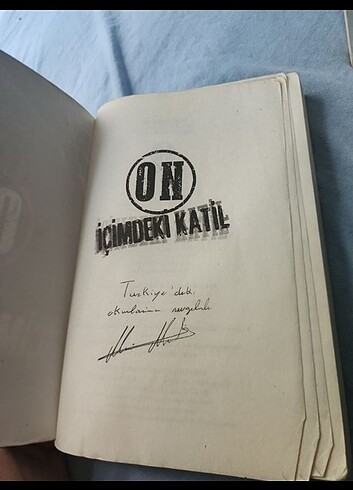 ON
İÇİMDEKİ KATİL
Türkiye'deki
okurlarıma sevgilerle